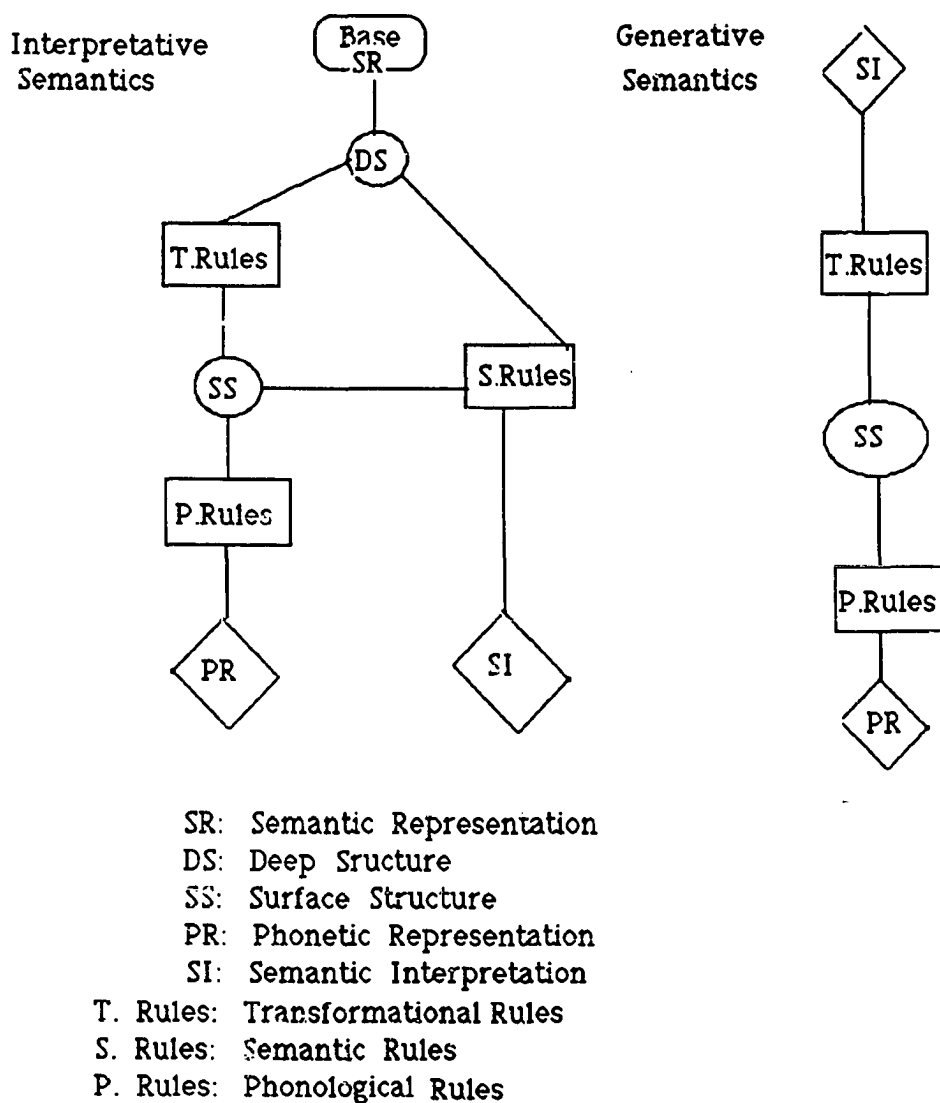 Interpretative
Semantics
Base
SR
DS
T.Rules
SS
S.Rules
P.Rules
PR
SI
Generative
Semantics
SI
T.Rules
SS
P.Rules
PR
SR: Semantic Representation
DS: Deep Sructure
SS: Surface Structure
PR: Phonetic Representation
SI: Semantic Interpretation
T. Rules: Transformational Rules
S. Rules: Semantic Rules
P. Rules: Phonological Rules